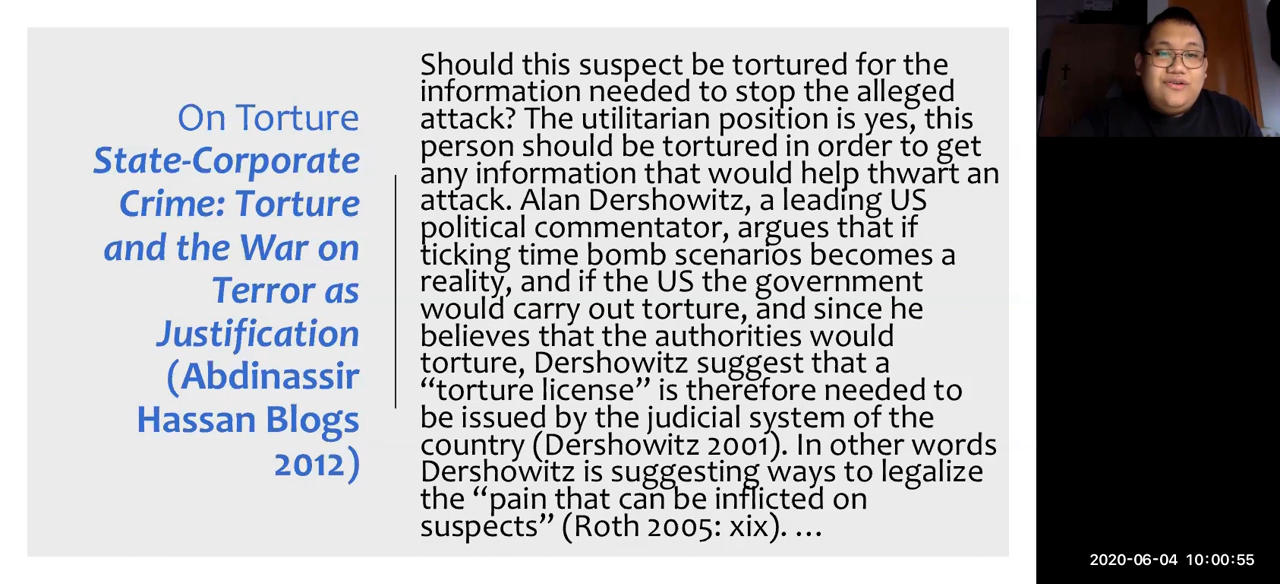 On Torture
State-Corporate
Crime: Torture
and the War on
Terror as
Justification
(Abdinassir
Hassan Blogs
2012)
Should this suspect be tortured for the
information needed to stop the alleged
attack? The utilitarian position is yes, this
person should be tortured in order to get
any information that would help thwart an
attack. Alan Dershowitz, a leading US
political commentator, argues that if
ticking time bomb scenarios becomes a
reality, and if the US the government
would carry out torture, and since he
believes that the authorities would
torture, Dershowitz suggest that a
“torture license” is therefore needed to
be issued by the judicial system of the
country (Dershowitz 2001). In other words
Dershowitz is suggesting ways to legalize
the “pain that can be inflicted on
suspects” (Roth 2005: xix). …
2020-06-04 10:00:55